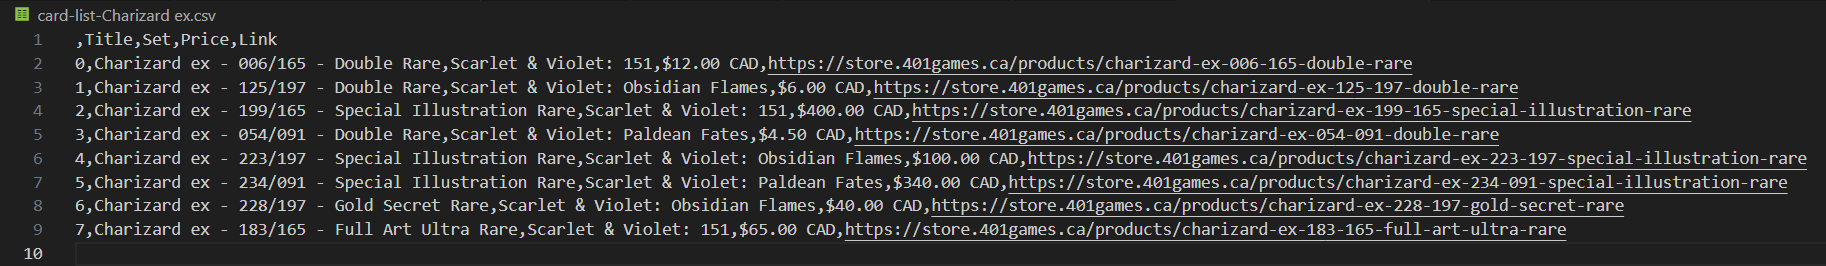 card-list-Charizard ex.csv
1 ,Title,Set,Price,Link
2 0,Charizard ex - 006/165 - Double Rare,Scarlet & Violet: 151,$12.00 CAD,https://store.401games.ca/products/charizard-ex-006-165-double-rare
3 1,Charizard ex - 125/197 - Double Rare,Scarlet & Violet: Obsidian Flames,$6.00 CAD,https://store.401games.ca/products/charizard-ex-125-197-double-rare
4 2,Charizard ex - 199/165 - Special Illustration Rare,Scarlet & Violet: 151,$400.00 CAD,https://store.401games.ca/products/charizard-ex-199-165-special-illustration-rare
5 3,Charizard ex - 054/091 - Double Rare,Scarlet & Violet: Paldean Fates,$4.50 CAD,https://store.401games.ca/products/charizard-ex-054-091-double-rare
6 4,Charizard ex - 223/197 - Special Illustration Rare,Scarlet & Violet: Obsidian Flames,$100.00 CAD,https://store.401games.ca/products/charizard-ex-223-197-special-illustration-rare
7 5,Charizard ex - 234/091 - Special Illustration Rare,Scarlet & Violet: Paldean Fates,$340.00 CAD,https://store.401games.ca/products/charizard-ex-234-091-special-illustration-rare
8 6,Charizard ex - 228/197 - Gold Secret Rare,Scarlet & Violet: Obsidian Flames,$40.00 CAD,https://store.401games.ca/products/charizard-ex-228-197-gold-secret-rare
9 7,Charizard ex - 183/165 - Full Art Ultra Rare,Scarlet & Violet: 151,$65.00 CAD,https://store.401games.ca/products/charizard-ex-183-165-full-art-ultra-rare
10